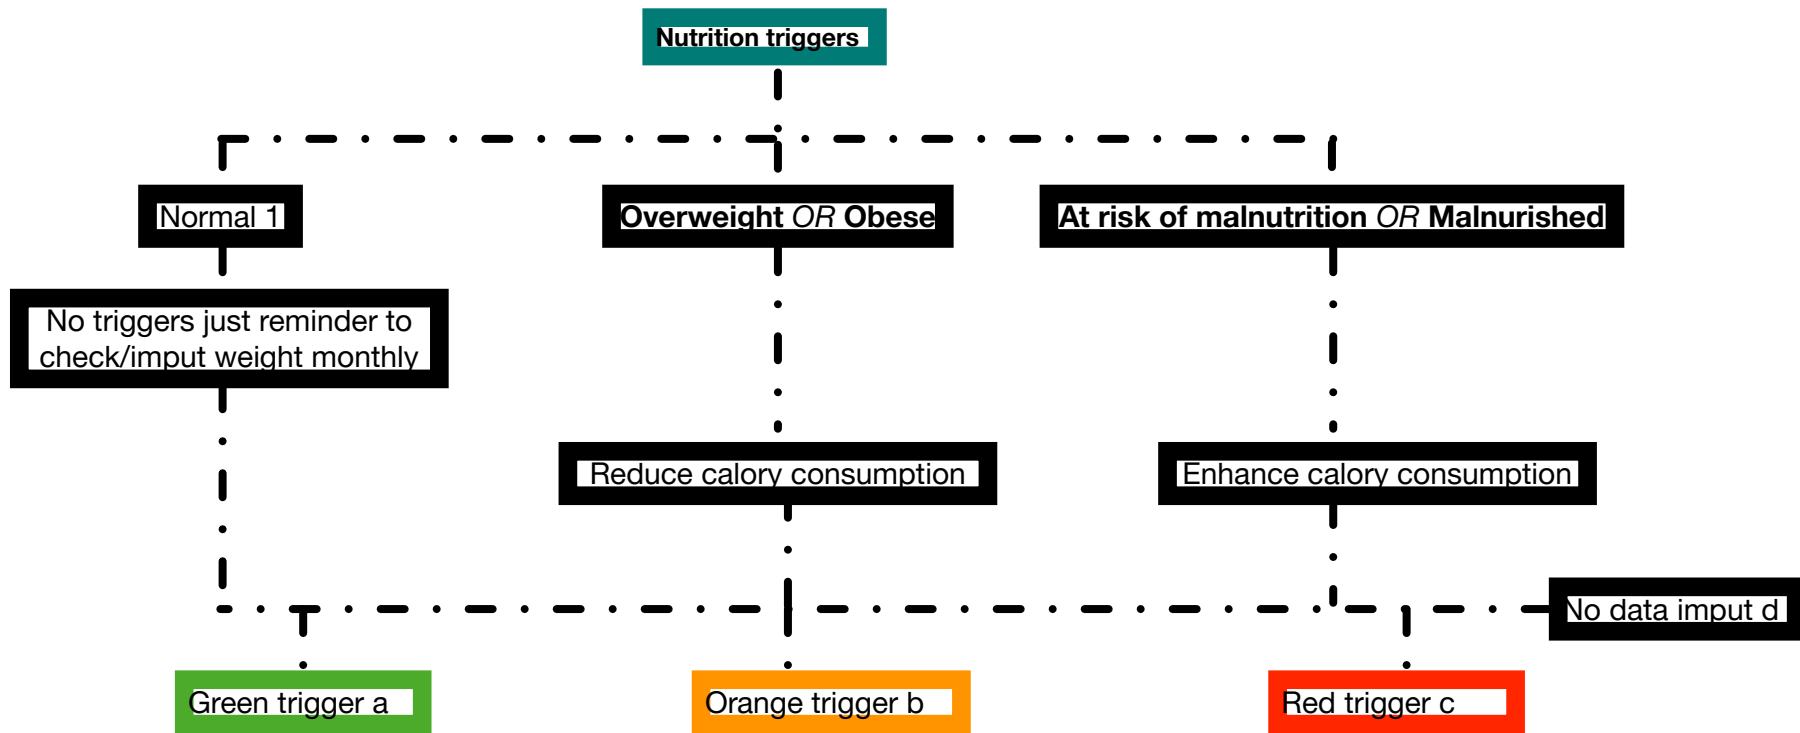 Nutrition triggers
Normal 1
Overweight OR Obese
At risk of malnutrition OR Malnurished
No triggers just reminder to
check/imput weight monthly
Reduce calory consumption
Enhance calory consumption
No data imput d
Green trigger a
Orange trigger b
Red trigger c